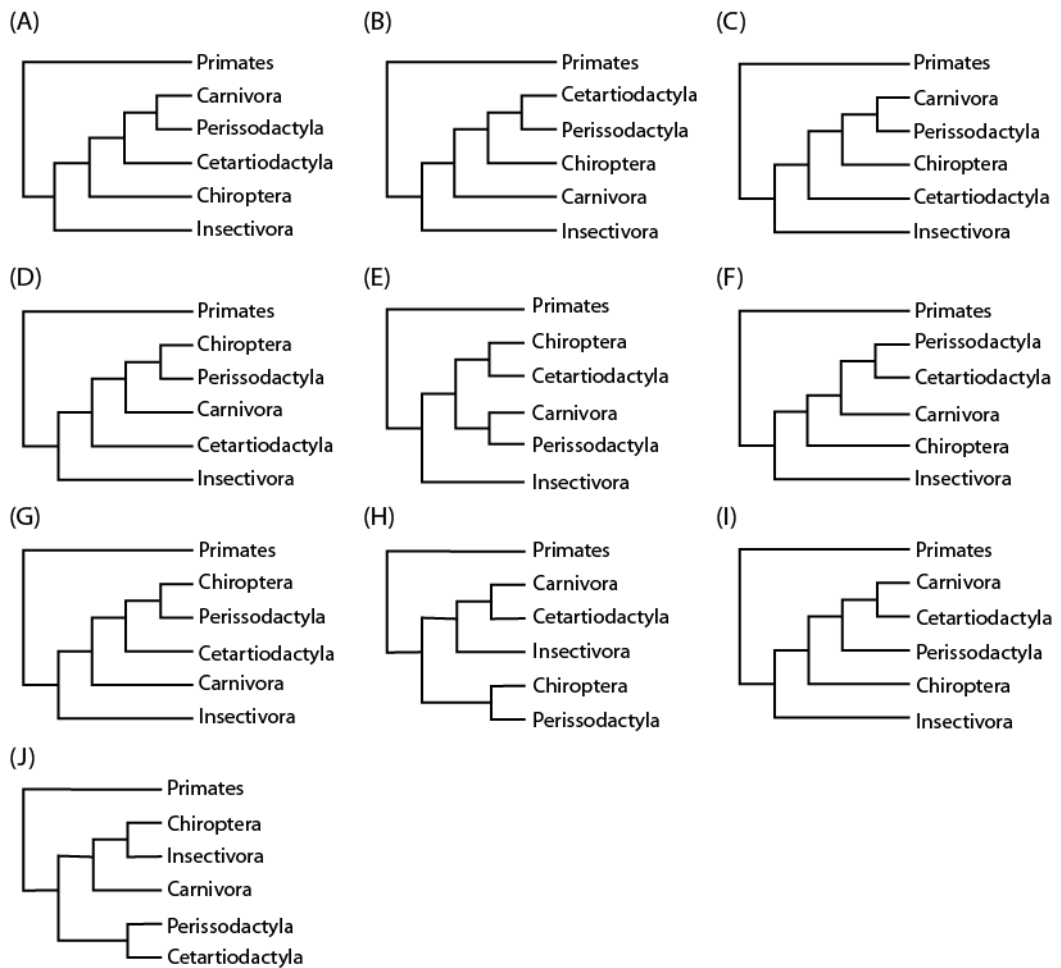 (A)
Primates
Carnivora
Perissodactyla
Cetartiodactyla
Chiroptera
Insectivora
(B)
Primates
Cetartiodactyla
Perissodactyla
Chiroptera
Carnivora
Insectivora
(C)
Primates
Carnivora
Perissodactyla
Chiroptera
Cetartiodactyla
Insectivora
(D)
Primates
Chiroptera
Perissodactyla
Carnivora
Cetartiodactyla
Insectivora
(E)
Primates
Chiroptera
Cetartiodactyla
Carnivora
Perissodactyla
Insectivora
(F)
Primates
Perissodactyla
Cetartiodactyla
Carnivora
Chiroptera
Insectivora
(G)
Primates
Chiroptera
Perissodactyla
Cetartiodactyla
Carnivora
Insectivora
(H)
Primates
Carnivora
Cetartiodactyla
Insectivora
Chiroptera
Perissodactyla
(I)
Primates
Carnivora
Cetartiodactyla
Perissodactyla
Chiroptera
Insectivora
(J)
Primates
Chiroptera
Insectivora
Carnivora
Perissodactyla
Cetartiodactyla